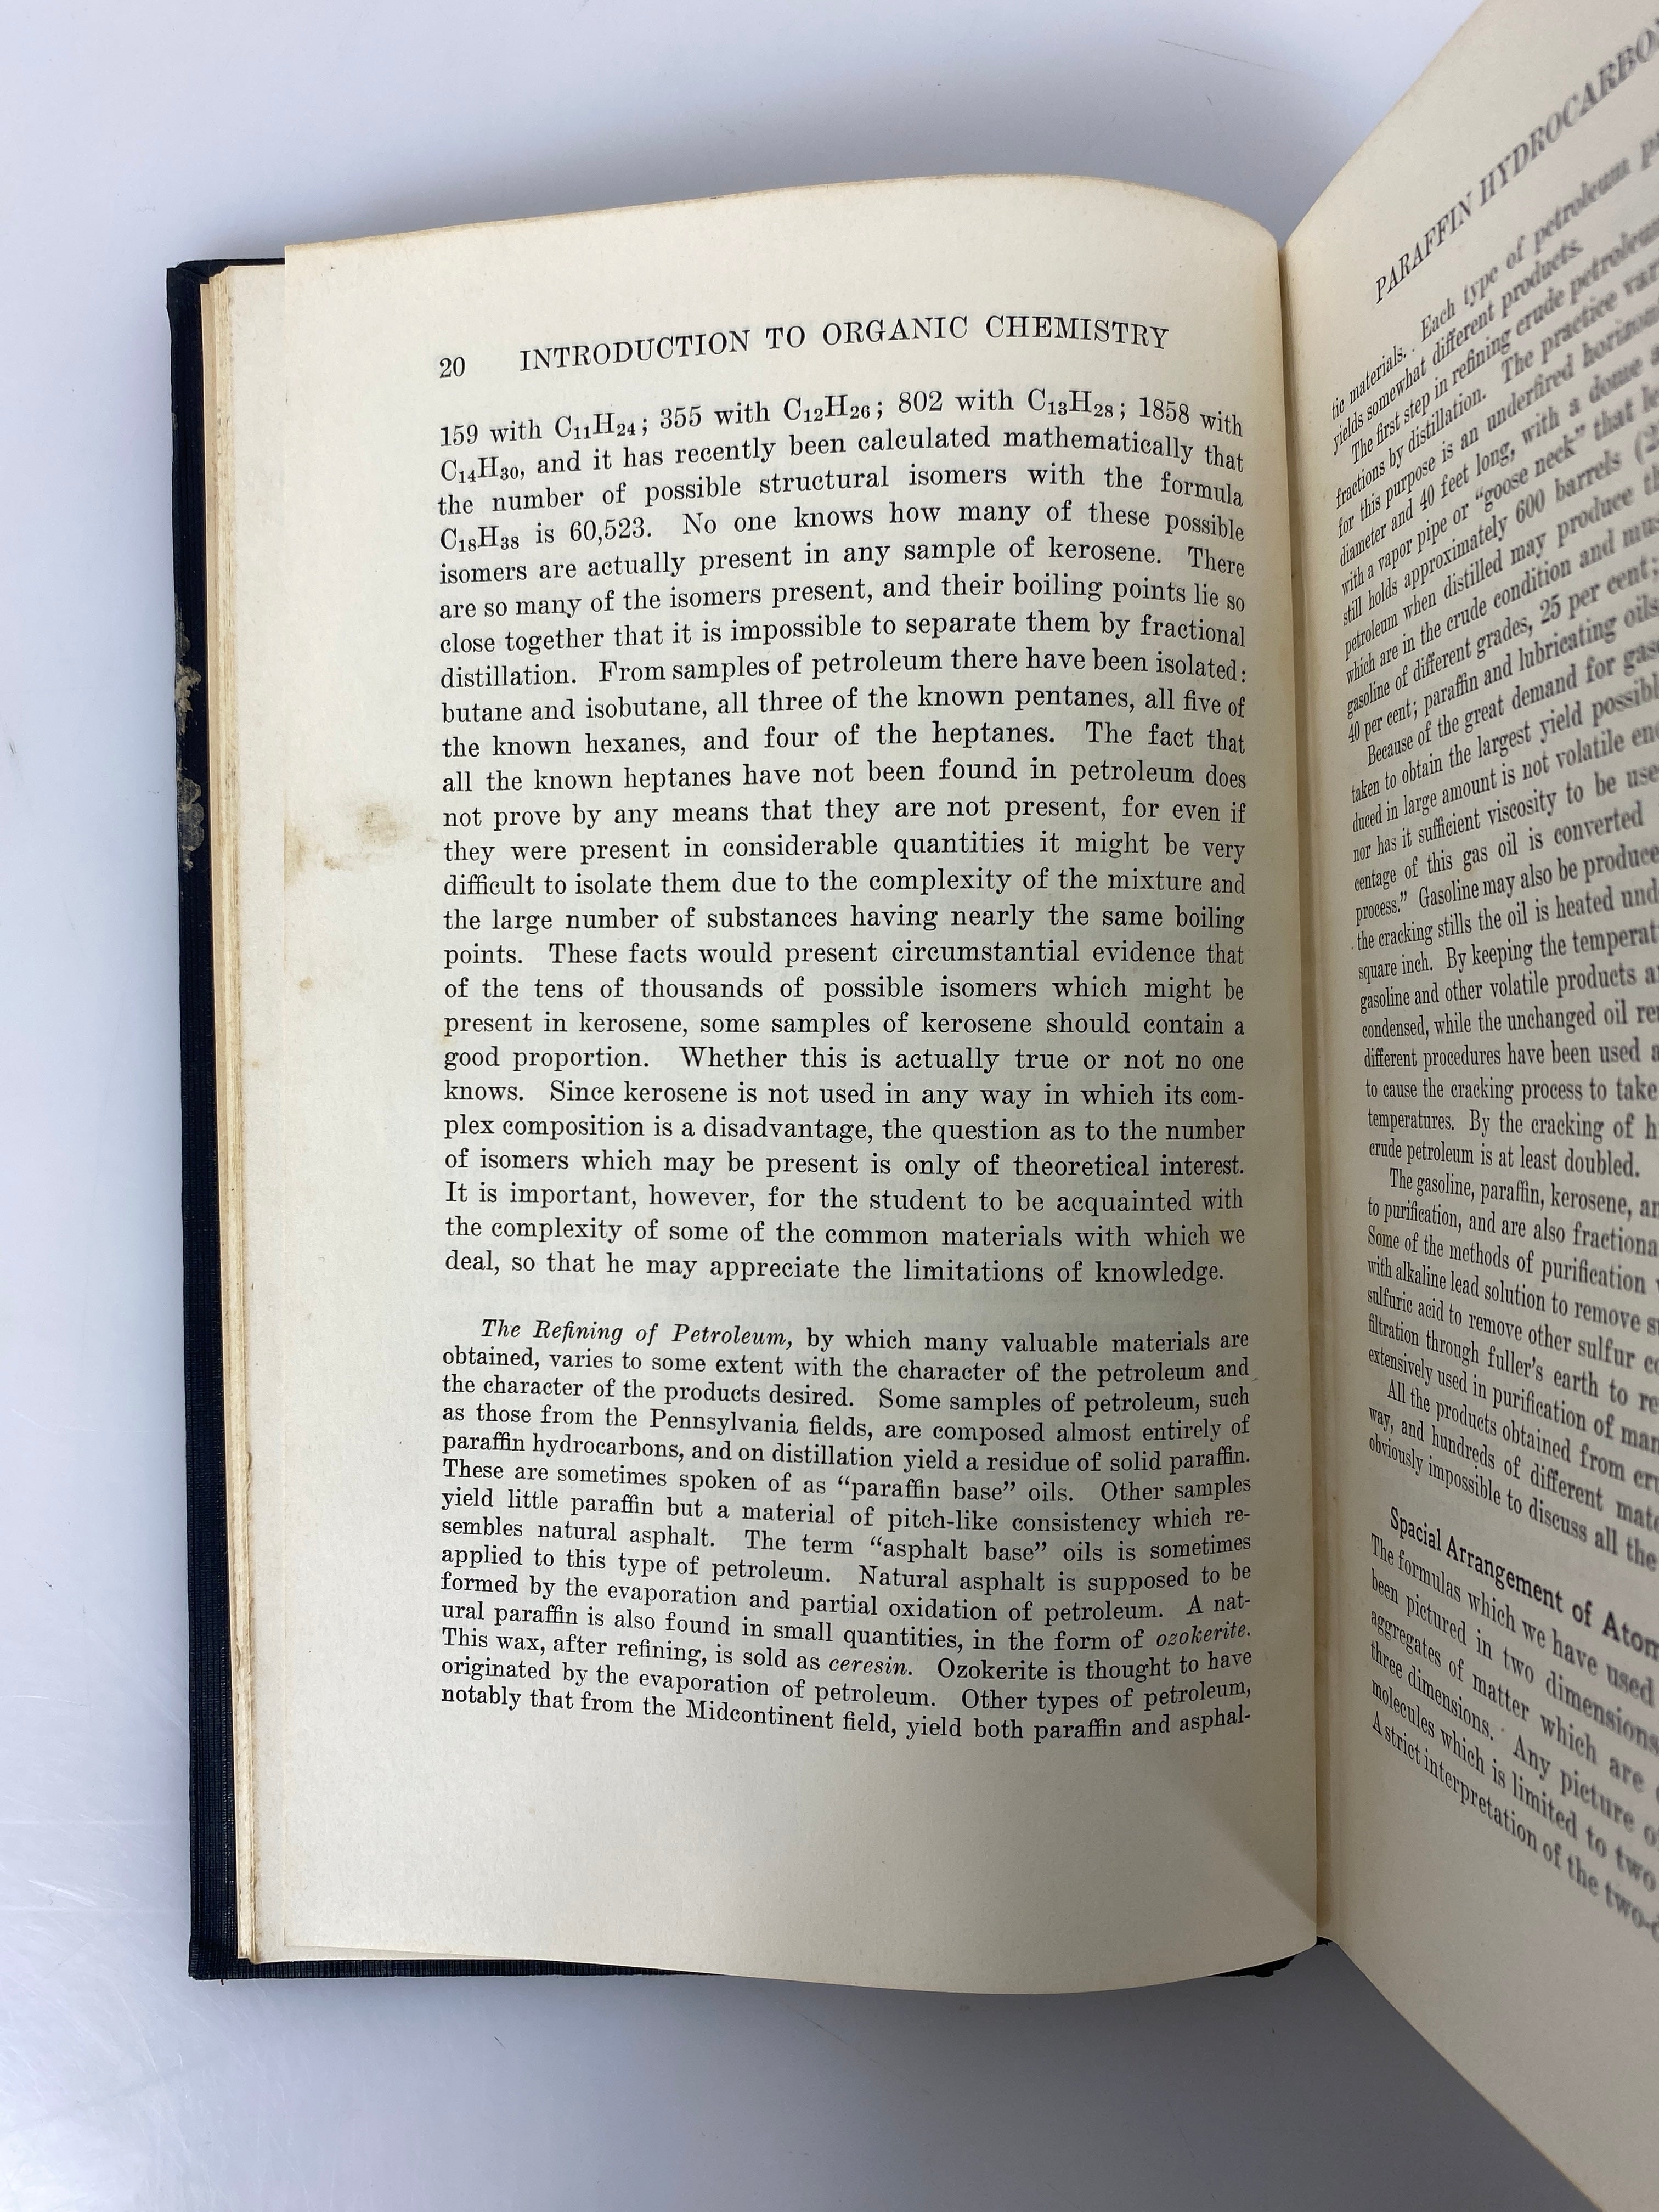 20 INTRODUCTION TO ORGANIC CHEMISTRY
159 with C₁₁H₂₄; 355 with C₁₂H₂₆; 802 with C₁₃H₂₈; 1858 with
C₁₄H₃₀, and it has recently been calculated mathematically that
the number of possible structural isomers with the formula
C₁₈H₃₈ is 60,523. No one knows how many of these possible
isomers are actually present in any sample of kerosene. There
are so many of the isomers present, and their boiling points lie so
close together that it is impossible to separate them by fractional
distillation. From samples of petroleum there have been isolated:
butane and isobutane, all three of the known pentanes, all five of
the known hexanes, and four of the heptanes. The fact that
all the known heptanes have not been found in petroleum does
not prove by any means that they are not present, for even if
they were present in considerable quantities it might be very
difficult to isolate them due to the complexity of the mixture and
the large number of substances having nearly the same boiling
points. These facts would present circumstantial evidence that
of the tens of thousands of possible isomers which might be
present in kerosene, some samples of kerosene should contain a
good proportion. Whether this is actually true or not no one
knows. Since kerosene is not used in any way in which its com-
plex composition is a disadvantage, the question as to the number
of isomers which may be present is only of theoretical interest.
It is important, however, for the student to be acquainted with
the complexity of some of the common materials with which we
deal, so that he may appreciate the limitations of knowledge.
The Refining of Petroleum, by which many valuable materials are
obtained, varies to some extent with the character of the petroleum and
the character of the products desired. Some samples of petroleum, such
as those from the Pennsylvania fields, are composed almost entirely of
paraffin hydrocarbons, and on distillation yield a residue of solid paraffin.
These are sometimes spoken of as “paraffin base” oils. Other samples
yield little paraffin but a material of pitch-like consistency which re-
sembles natural asphalt. The term “asphalt base” oils is sometimes
applied to this type of petroleum. Natural asphalt is supposed to be
formed by the evaporation and partial oxidation of petroleum. A nat-
ural paraffin is also found in small quantities, in the form of ozokerite.
This wax, after refining, is sold as ceresin. Ozokerite is thought to have
originated by the evaporation of petroleum. Other types of petroleum,
notably that from the Midcontinent field, yield both paraffin and asphal-
PARAFFIN
tic materials. Each type of petroleum
yields somewhat different products.
The first step in refining crude petroleum
fractions by distillation. The practice
for this purpose is an underfired
diameter and 40 feet long, with a dome
with a vapor pipe or “goose neck” that
still holds approximately 600 barrels
petroleum when distilled may produce
which are in the crude condition and
gasoline of different grades, 25 per cent;
40 per cent; paraffin and lubricating oils
Because of the great demand for
taken to obtain the largest yield
duced in large amount is not volatile
nor has it sufficient viscosity to be
centage of this gas oil is converted
process.” Gasoline may also be
the cracking stills the oil is heated
square inch. By keeping the
gasoline and other volatile products
condensed, while the unchanged oil
different procedures have been used
to cause the cracking process to take
temperatures. By the cracking of
crude petroleum is at least doubled.
The gasoline, paraffin, kerosene,
to purification, and are also
Some of the methods of purification
with alkaline lead solution to remove
sulfuric acid to remove other sulfur
filtration through fuller's earth to
extensively used in purification of
All the products obtained from
way, and hundreds of different
obviously impossible to discuss all the
Spacial Arrangement of
The formulas which we have used
been pictured in two dimensions
aggregates of matter which are
three dimensions. Any picture
molecules which is limited to two
A strict interpretation of the